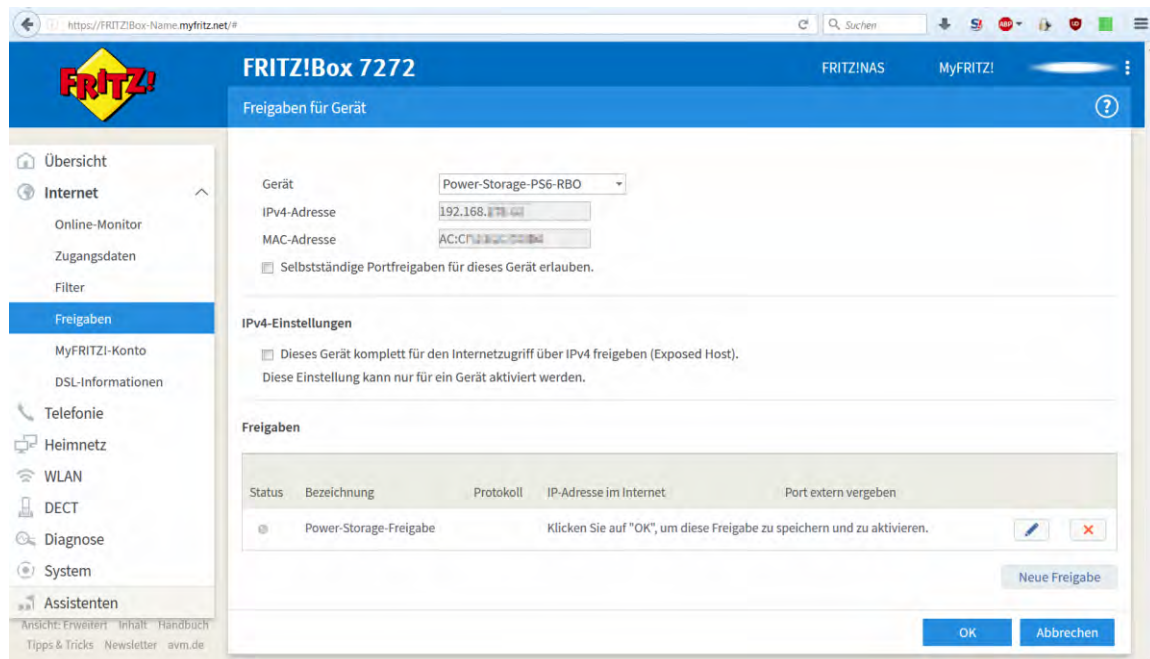 https://FRITZ!Box-Name.myfritz.net/#
Suchen
ABP
FRITZ!
FRITZ!Box 7272
FRITZ!NAS
MyFRITZ!
Freigaben für Gerät
Übersicht
Internet
Online-Monitor
Zugangsdaten
Filter
Freigaben
MyFRITZ!-Konto
DSL-Informationen
Telefonie
Heimnetz
WLAN
DECT
Diagnose
System
Assistenten
Ansicht: Erweitert Inhalt Handbuch
Tipps & Tricks Newsletter avm.de
Gerät Power-Storage-PS6-RBO
IPv4-Adresse 192.168.
MAC-Adresse
Selbstständige Portfreigaben für dieses Gerät erlauben.
IPv4-Einstellungen
Dieses Gerät komplett für den Internetzugriff über IPv4 freigeben (Exposed Host).
Diese Einstellung kann nur für ein Gerät aktiviert werden.
Freigaben
Status Bezeichnung Protokoll IP-Adresse im Internet Port extern vergeben
Power-Storage-Freigabe Klicken Sie auf "OK", um diese Freigabe zu speichern und zu aktivieren.
Neue Freigabe
OK Abbrechen